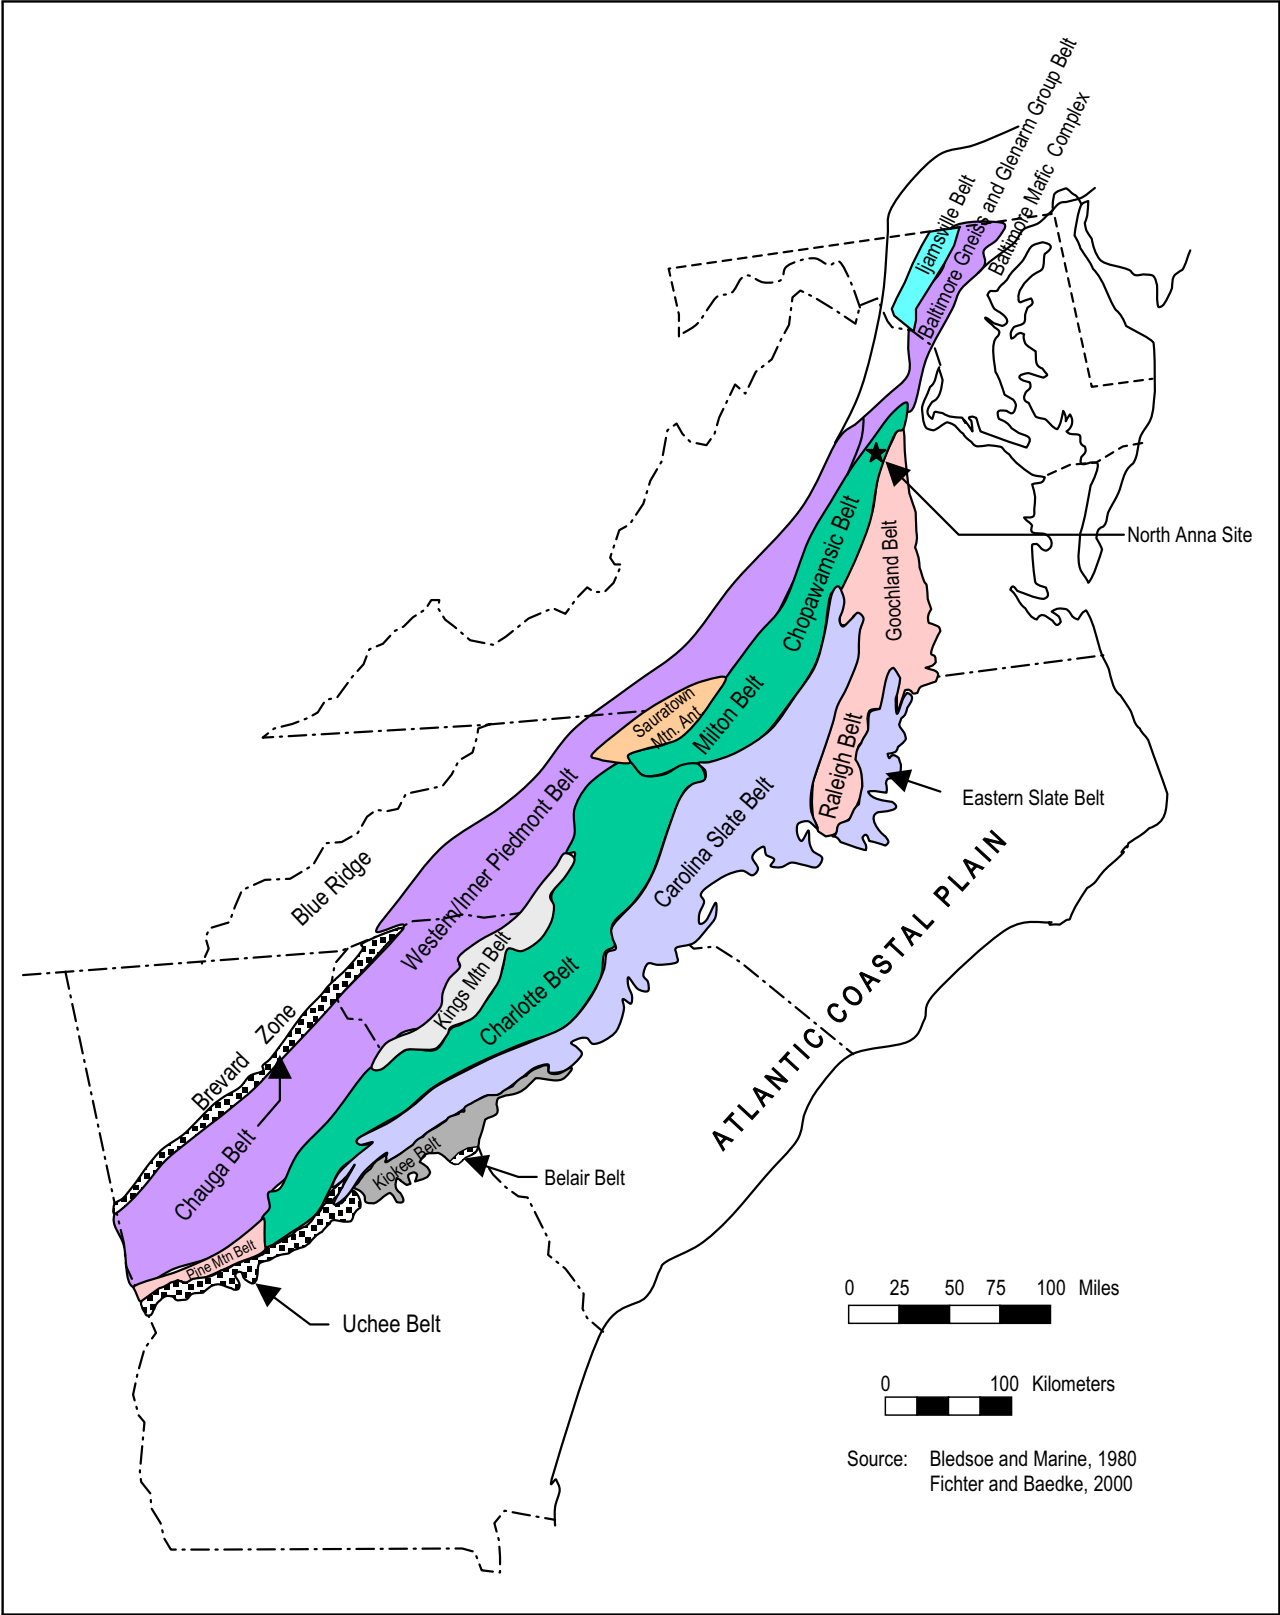 Baltimore Gneiss and Glenarm Group Belt
Baltimore Mafic Complex
Ijamsville Belt
North Anna Site
Chopawamsic Belt
Goochland Belt
Sauratown
Mtn. Ant.
Milton Belt
Raleigh Belt
Eastern Slate Belt
Western/Inner Piedmont Belt
Carolina Slate Belt
Blue Ridge
Kings Mtn Belt
Charlotte Belt
ATLANTIC COASTAL PLAIN
Brevard Zone
Chauga Belt
Kiokee Belt
Belair Belt
Pine Mtn Belt
Uchee Belt
0 25 50 75 100 Miles
0 100 Kilometers
Source: Bledsoe and Marine, 1980
Fichter and Baedke, 2000